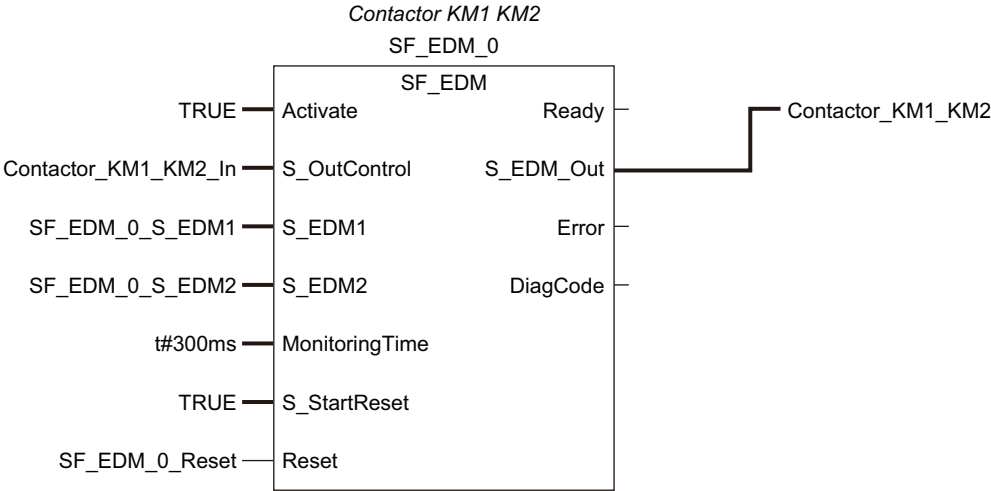 Contactor KM1 KM2
SF_EDM_0
SF_EDM
TRUE Activate Ready Contactor_KM1_KM2
Contactor_KM1_KM2_In S_OutControl S_EDM_Out
SF_EDM_0_S_EDM1 S_EDM1 Error
SF_EDM_0_S_EDM2 S_EDM2 DiagCode
t#300ms MonitoringTime
TRUE S_StartReset
SF_EDM_0_Reset Reset